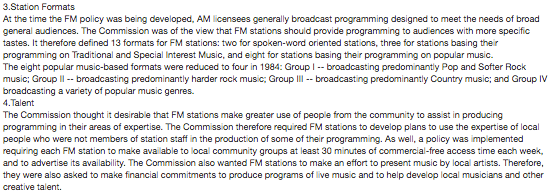 3.Station Formats
At the time the FM policy was being developed, AM licensees generally broadcast programming designed to meet the needs of broad
general audiences. The Commission was of the view that FM stations should provide programming to audiences with more specific
tastes. It therefore defined 13 formats for FM stations: two for spoken-word oriented stations, three for stations basing their
programming on Traditional and Special Interest Music, and eight for stations basing their programming on popular music.
The eight popular music-based formats were reduced to four in 1984: Group I -- broadcasting predominantly Pop and Softer Rock
music; Group II -- broadcasting predominantly harder rock music; Group III -- broadcasting predominantly Country music; and Group IV
broadcasting a variety of popular music genres.
4.Talent
The Commission thought it desirable that FM stations make greater use of people from the community to assist in producing
programming in their areas of expertise. The Commission therefore required FM stations to develop plans to use the expertise of local
people who were not members of station staff in the production of some of their programming. As well, a policy was implemented
requiring each FM station to make available to local community groups at least 30 minutes of commercial-free access time each week,
and to advertise its availability. The Commission also wanted FM stations to make an effort to present music by local artists. Therefore,
they were also asked to make financial commitments to produce programs of live music and to help develop local musicians and other
creative talent.